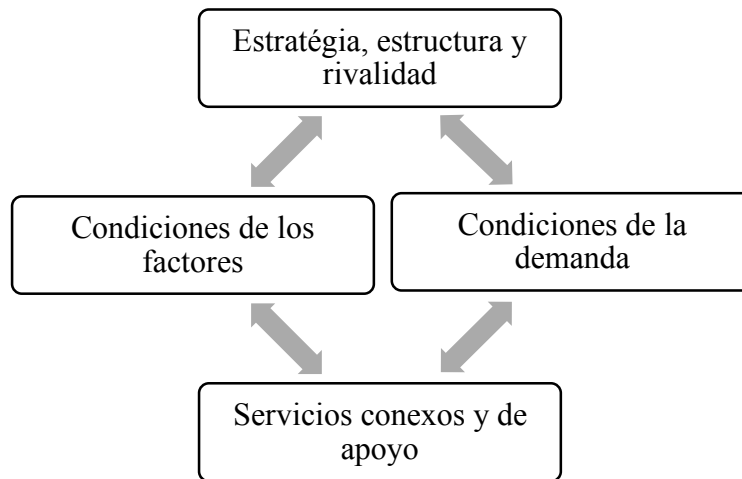 Estratégia, estructura y
rivalidad
Condiciones de los
factores
Condiciones de la
demanda
Servicios conexos y de
apoyo